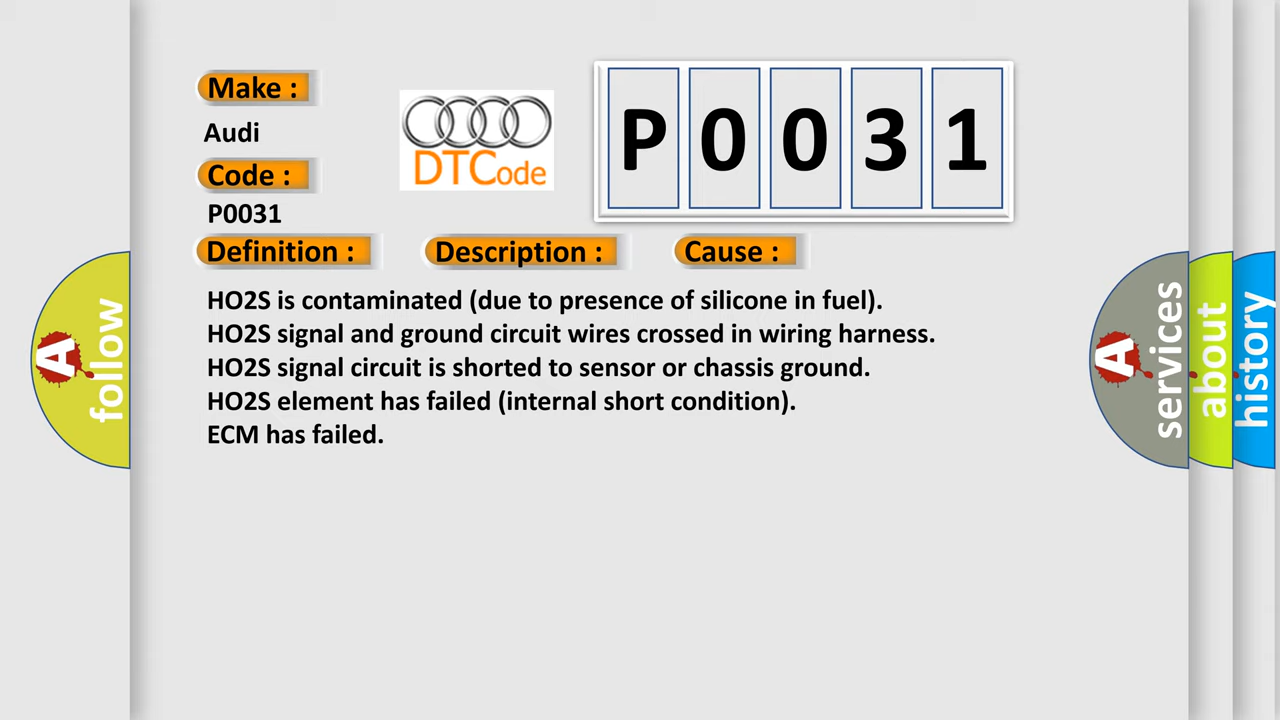 Make :
Audi
Code :
P0031
DTCode
P0031
Definition :
Description :
Cause :
HO2S is contaminated (due to presence of silicone in fuel).
HO2S signal and ground circuit wires crossed in wiring harness.
HO2S signal circuit is shorted to sensor or chassis ground.
HO2S element has failed (internal short condition).
ECM has failed.
A follow
A services
about
history